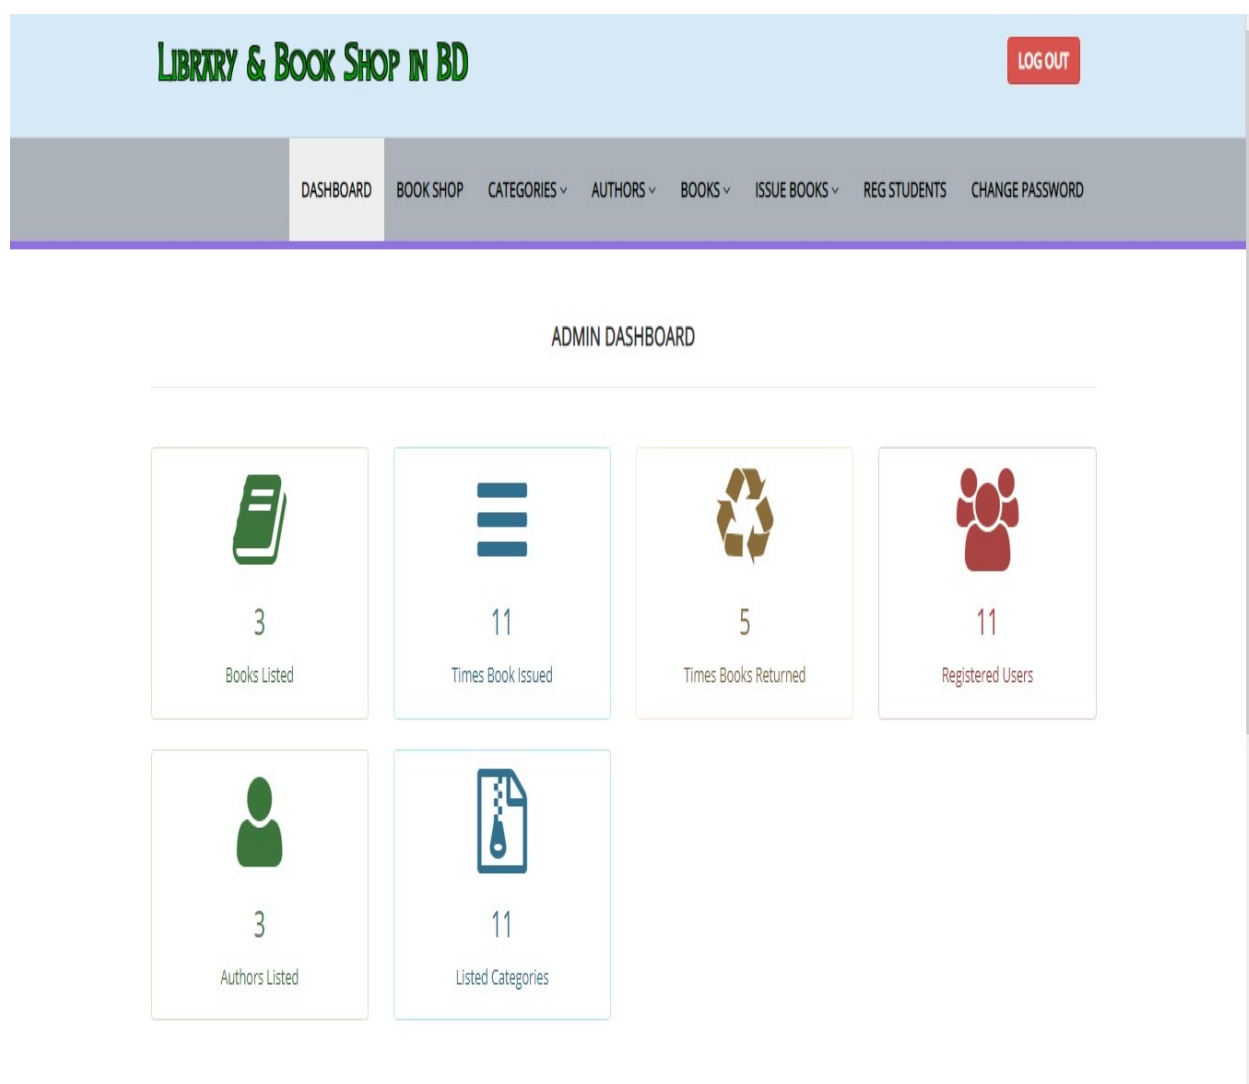 LIBRARY & BOOK SHOP IN BD
LOG OUT
DASHBOARD BOOK SHOP CATEGORIES AUTHORS BOOKS ISSUE BOOKS REG STUDENTS CHANGE PASSWORD
ADMIN DASHBOARD
3
Books Listed
11
Times Book Issued
5
Times Books Returned
11
Registered Users
3
Authors Listed
11
Listed Categories